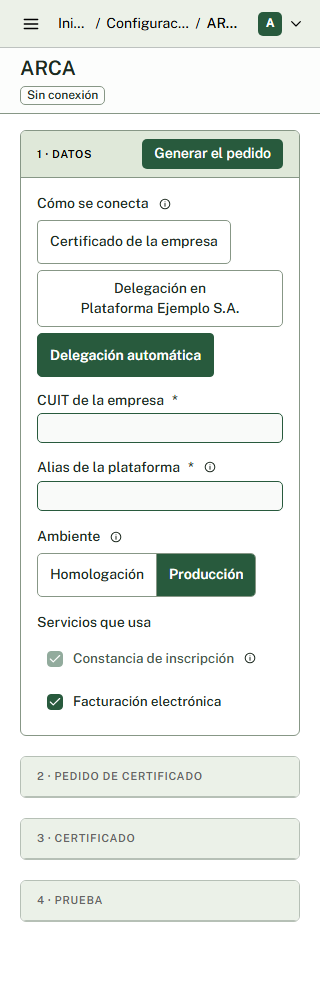 Ini... / Configurac... / AR... A
ARCA
Sin conexión
1 · DATOS
Generar el pedido
Cómo se conecta
Certificado de la empresa
Delegación en
Plataforma Ejemplo S.A.
Delegación automática
CUIT de la empresa *
Alias de la plataforma *
Ambiente
Homologación
Producción
Servicios que usa
Constancia de inscripción
Facturación electrónica
2 · PEDIDO DE CERTIFICADO
3 · CERTIFICADO
4 · PRUEBA